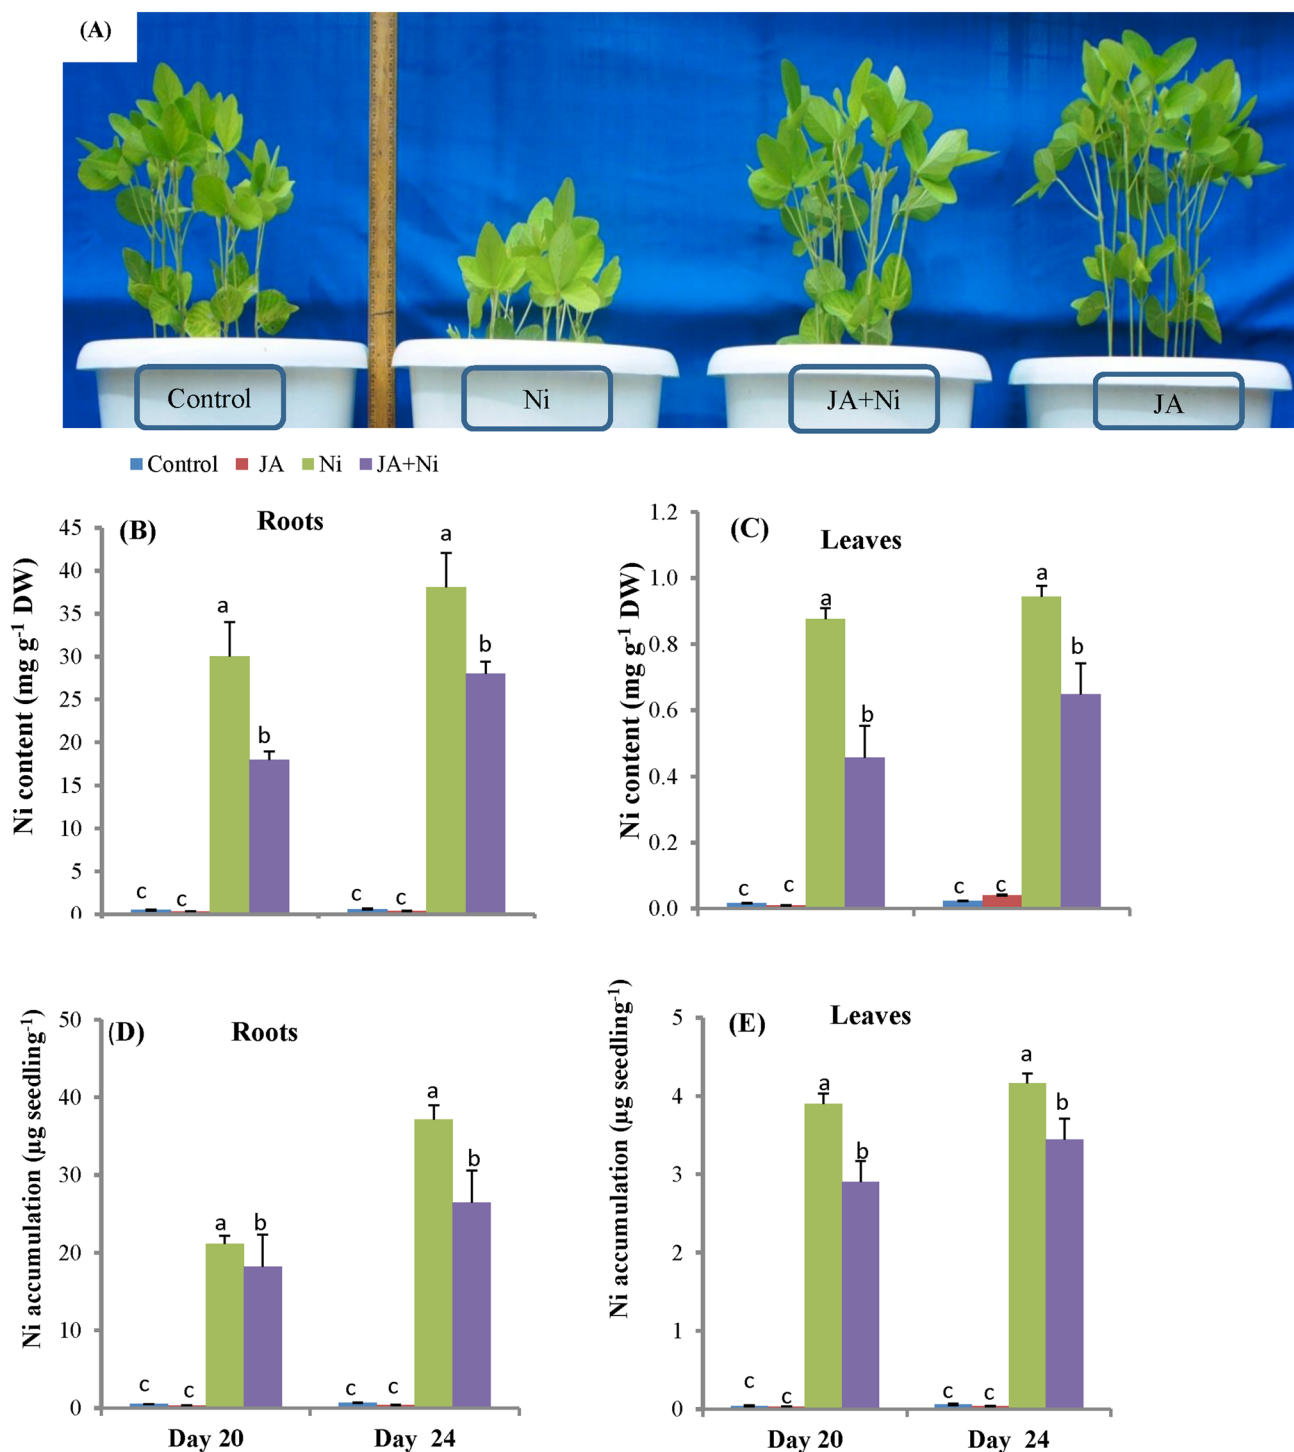 (A)
Control
Ni
JA+Ni
JA
Control JA Ni JA+Ni
(B)
Roots
Ni content (mg g⁻¹ DW)
45
40
35
30
25
20
15
10
5
0
c c a b
c c a b
(C)
Leaves
Ni content (mg g⁻¹ DW)
1.2
1.0
0.8
0.6
0.4
0.2
0.0
c c a b
c c a b
(D)
Roots
Ni accumulation (µg seedling⁻¹)
50
40
30
20
10
0
c c a b
c c a b
Day 20 Day 24
(E)
Leaves
Ni accumulation (µg seedling⁻¹)
5
4
3
2
1
0
c c a b
c c a b
Day 20 Day 24